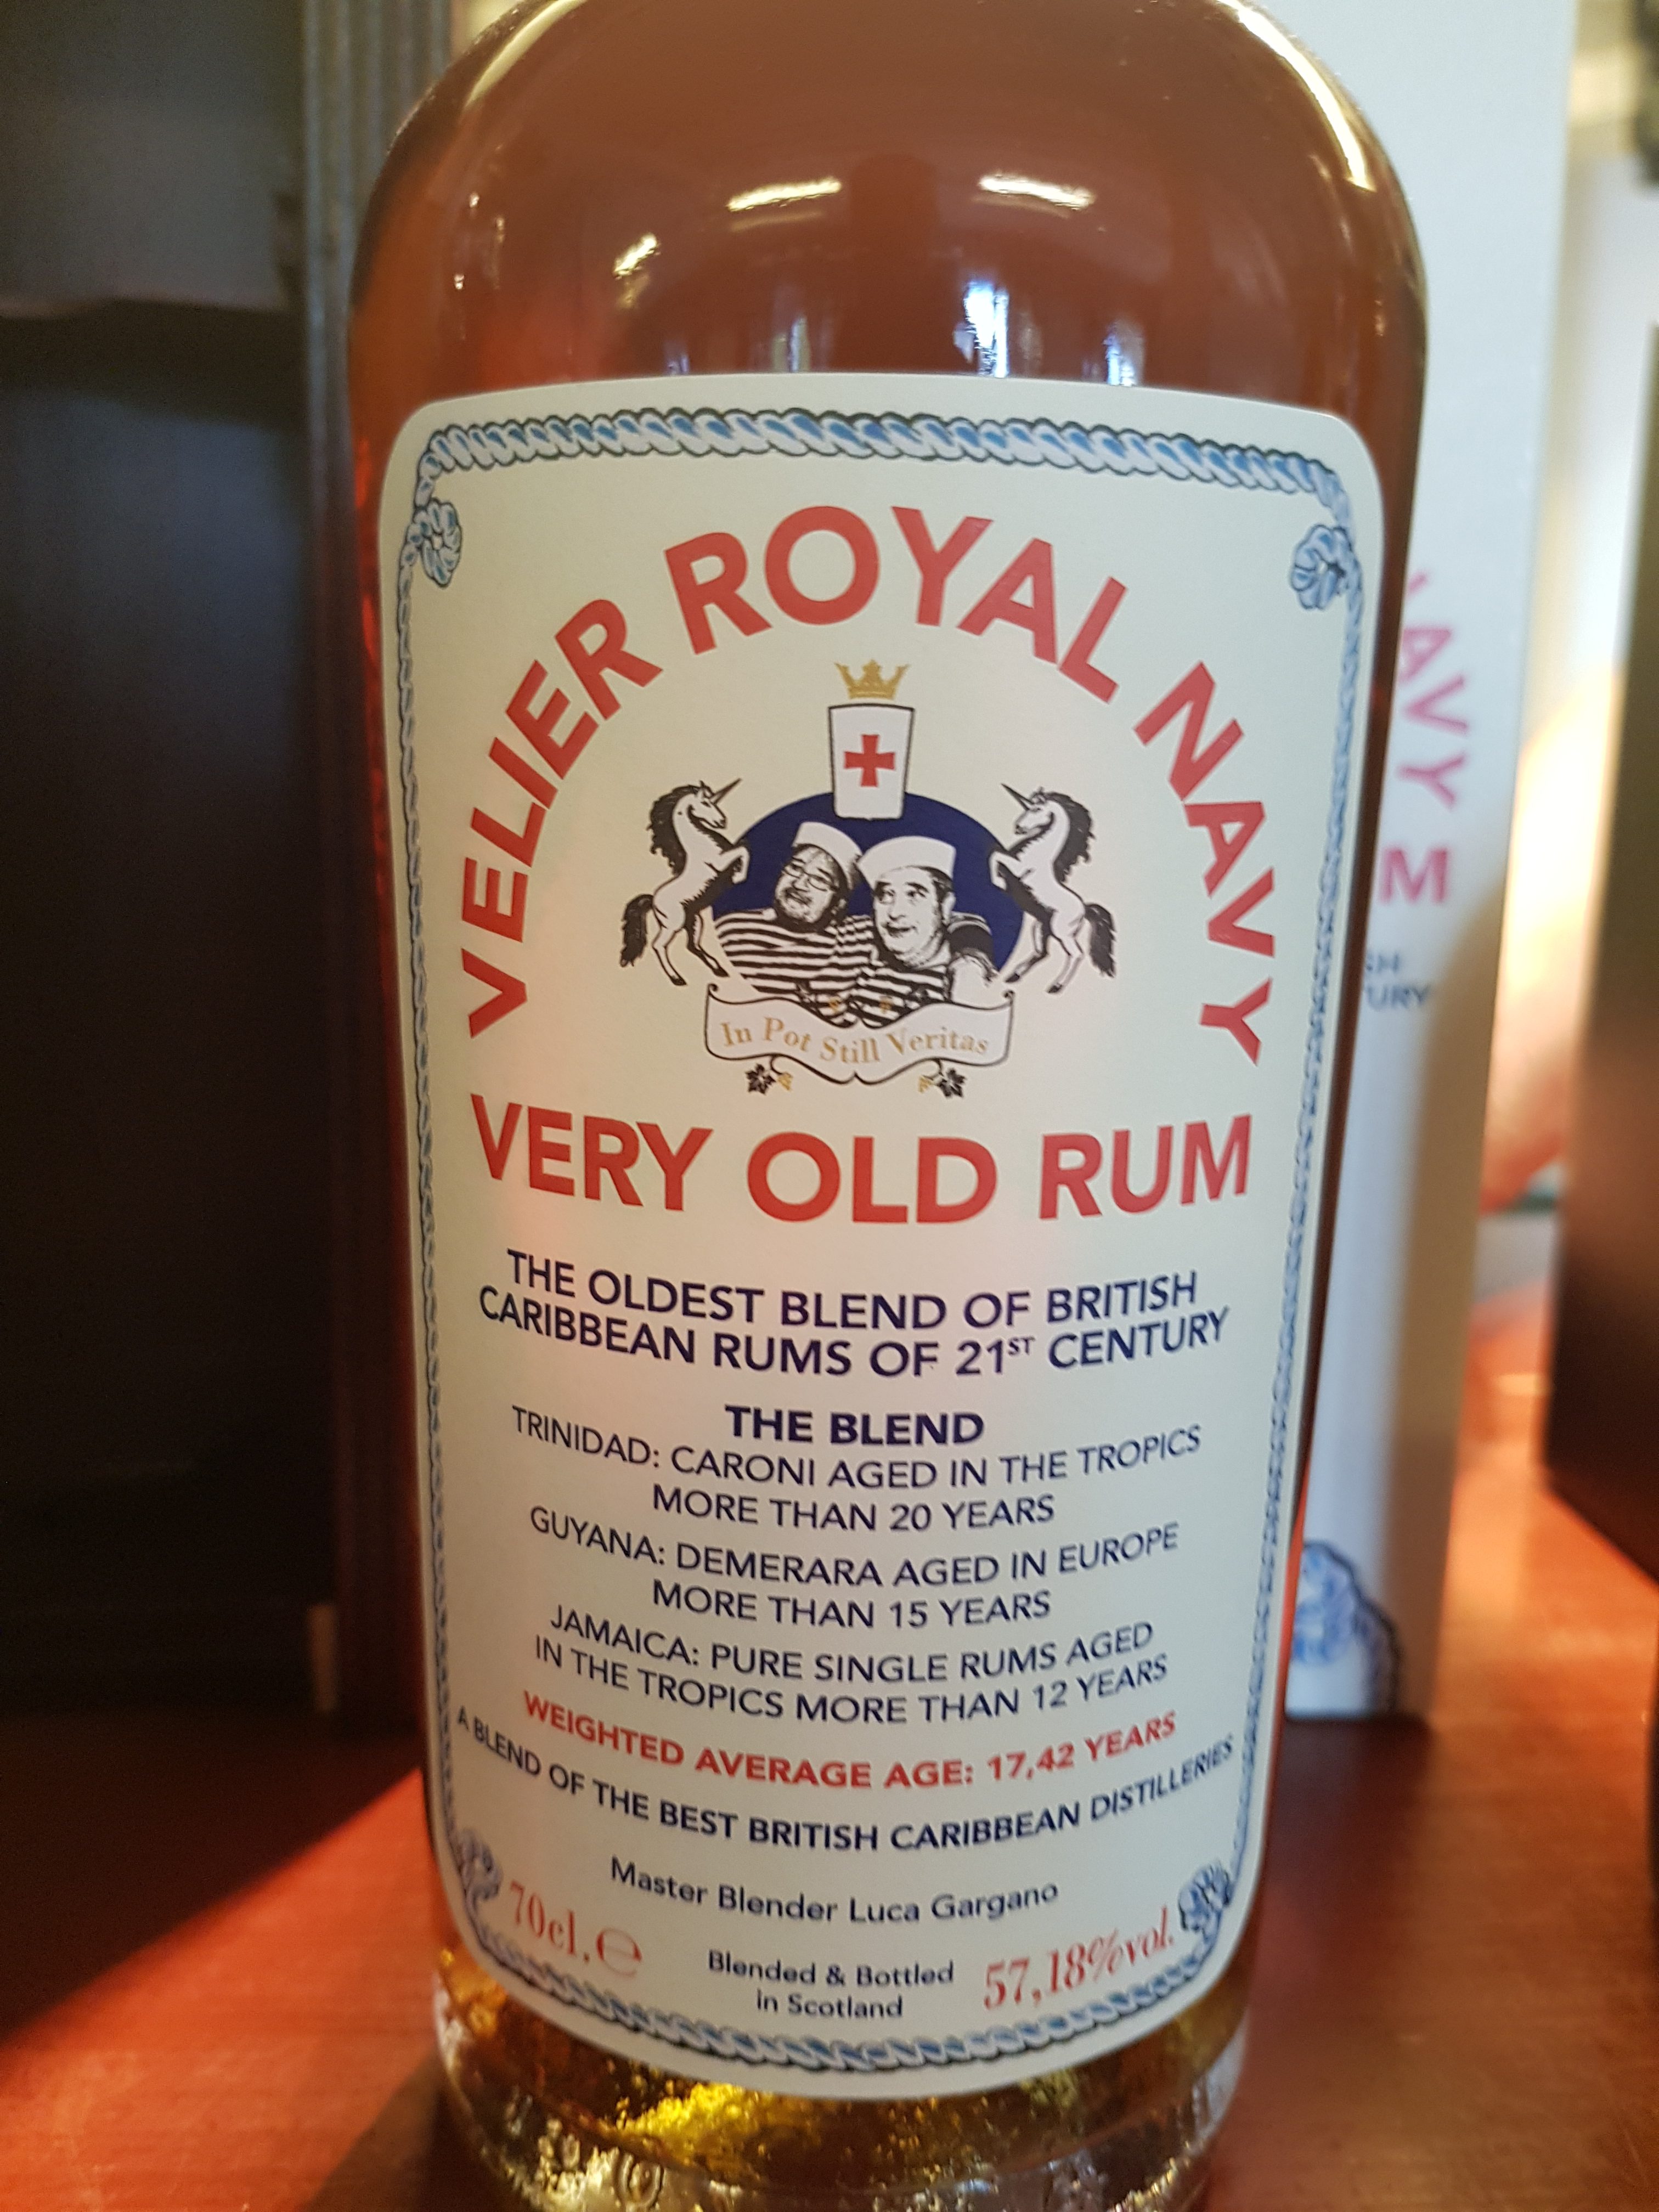 VELIER ROYAL NAVY
In Pot Still Veritas
VERY OLD RUM
THE OLDEST BLEND OF BRITISH
CARIBBEAN RUMS OF 21ST CENTURY
THE BLEND
TRINIDAD: CARONI AGED IN THE TROPICS
MORE THAN 20 YEARS
GUYANA: DEMERARA AGED IN EUROPE
MORE THAN 15 YEARS
JAMAICA: PURE SINGLE RUMS AGED
IN THE TROPICS MORE THAN 12 YEARS
WEIGHTED AVERAGE AGE: 17,42 YEARS
A BLEND OF THE BEST BRITISH CARIBBEAN DISTILLERIES
Master Blender Luca Gargano
70cl.℮
Blended & Bottled
in Scotland
57,18%vol.
AVY
M
SH
TURY